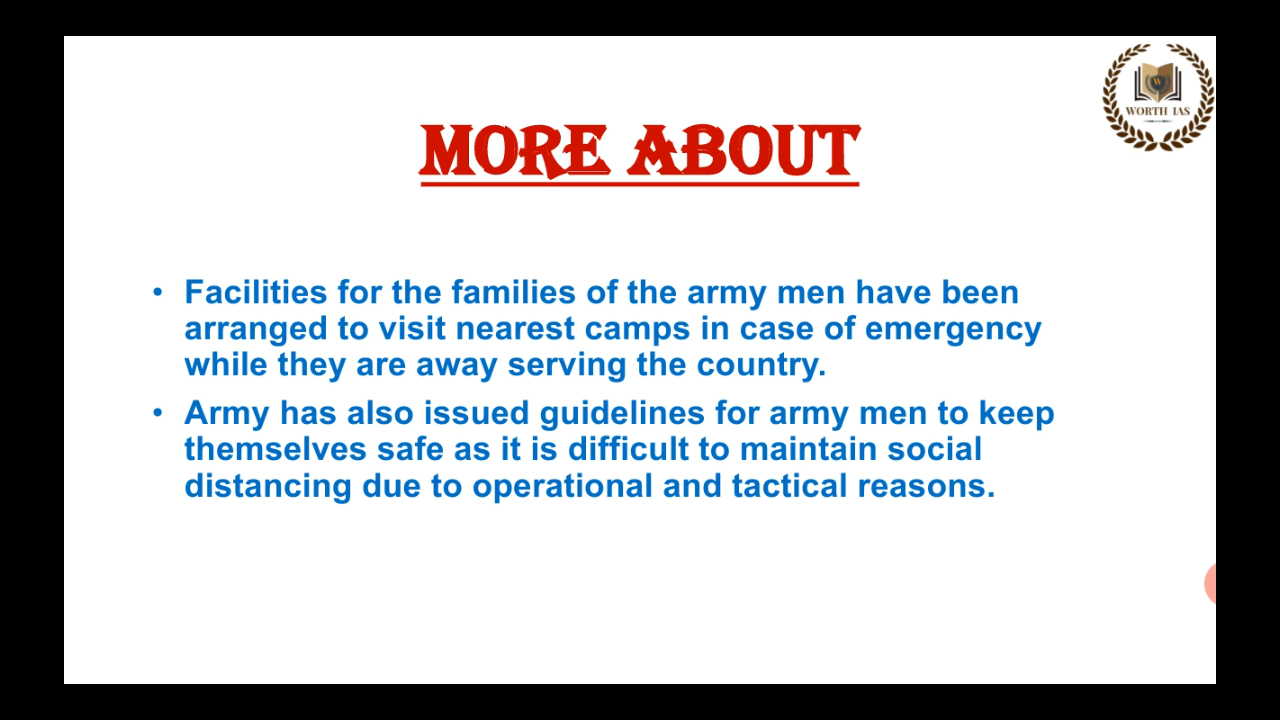 WORTH IAS
MORE ABOUT
• Facilities for the families of the army men have been
arranged to visit nearest camps in case of emergency
while they are away serving the country.
• Army has also issued guidelines for army men to keep
themselves safe as it is difficult to maintain social
distancing due to operational and tactical reasons.